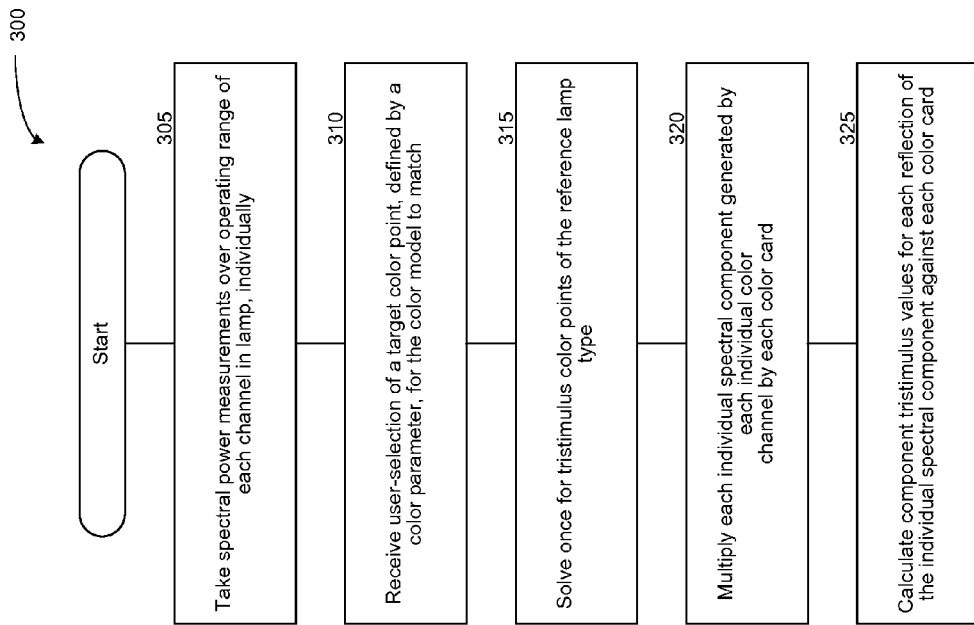 300
Start
305
Take spectral power measurements over operating range of
each channel in lamp, individually
310
Receive user-selection of a target color point, defined by a
color parameter, for the color model to match
315
Solve once for tristimulus color points of the reference lamp
type
320
Multiply each individual spectral component generated by
each individual color
channel by each color card
325
Calculate component tristimulus values for each reflection of
the individual spectral component against each color card